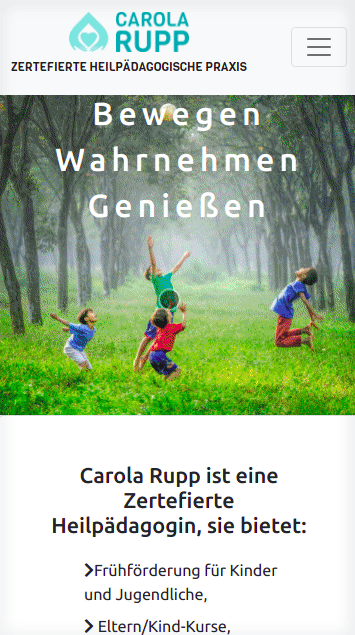 CAROLA
RUPP
ZERTEFIERTE HEILPÄDAGOGISCHE PRAXIS
Bewegen
Wahrnehmen
Genießen
Carola Rupp ist eine
Zertefierte
Heilpädagogin, sie bietet:
Frühförderung für Kinder
und Jugendliche,
Eltern/Kind-Kurse,